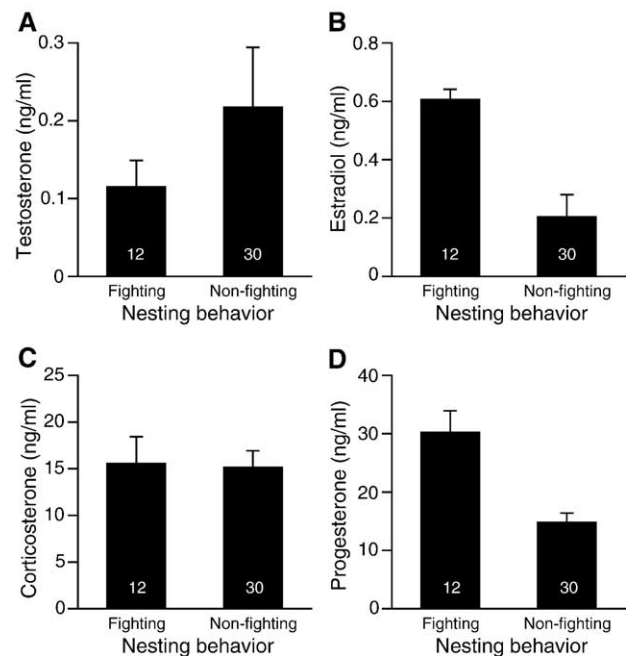 A
Testosterone (ng/ml)
0.3
0.2
0.1
0
12
30
Fighting
Non-fighting
Nesting behavior
B
Estradiol (ng/ml)
0.8
0.6
0.4
0.2
0
12
30
Fighting
Non-fighting
Nesting behavior
C
Corticosterone (ng/ml)
25
20
15
10
5
0
12
30
Fighting
Non-fighting
Nesting behavior
D
Progesterone (ng/ml)
40
30
20
10
0
12
30
Fighting
Non-fighting
Nesting behavior